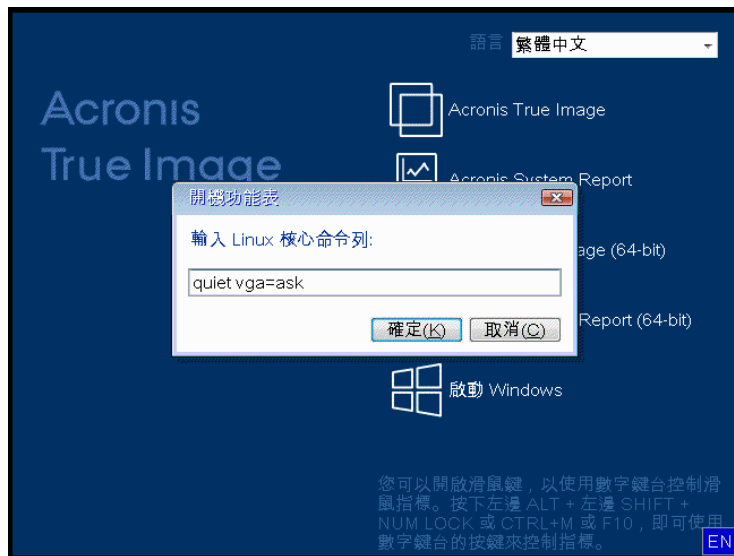 語言 繁體中文
Acronis
True Image
Acronis True Image
Acronis System Report
age (64-bit)
Report (64-bit)
啟動 Windows
開機功能表
輸入 Linux 核心命令列:
quiet vga=ask
確定(K) 取消(C)
您可以開啟滑鼠鍵，以使用數字鍵台控制滑
鼠指標。按下左邊 ALT + 左邊 SHIFT +
NUM LOCK 或 CTRL+M 或 F10，即可使用
數字鍵台的按鍵來控制指標。
EN